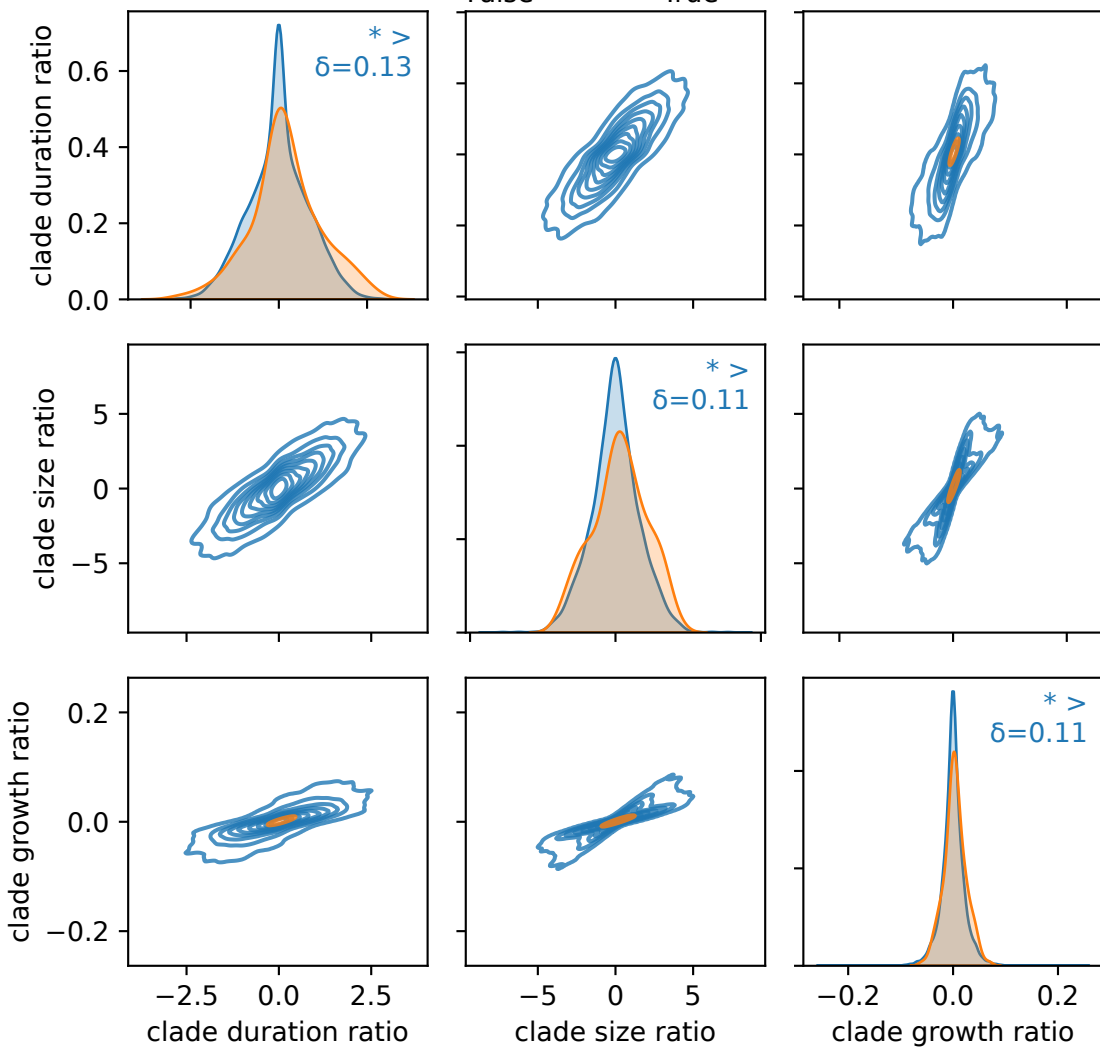 clade duration ratio
0.6
0.4
0.2
0.0
* >
δ=0.13
clade size ratio
5
0
−5
* >
δ=0.11
clade growth ratio
0.2
0.0
−0.2
* >
δ=0.11
−2.5 0.0 2.5
−5 0 5
−0.2 0.0 0.2
clade duration ratio
clade size ratio
clade growth ratio